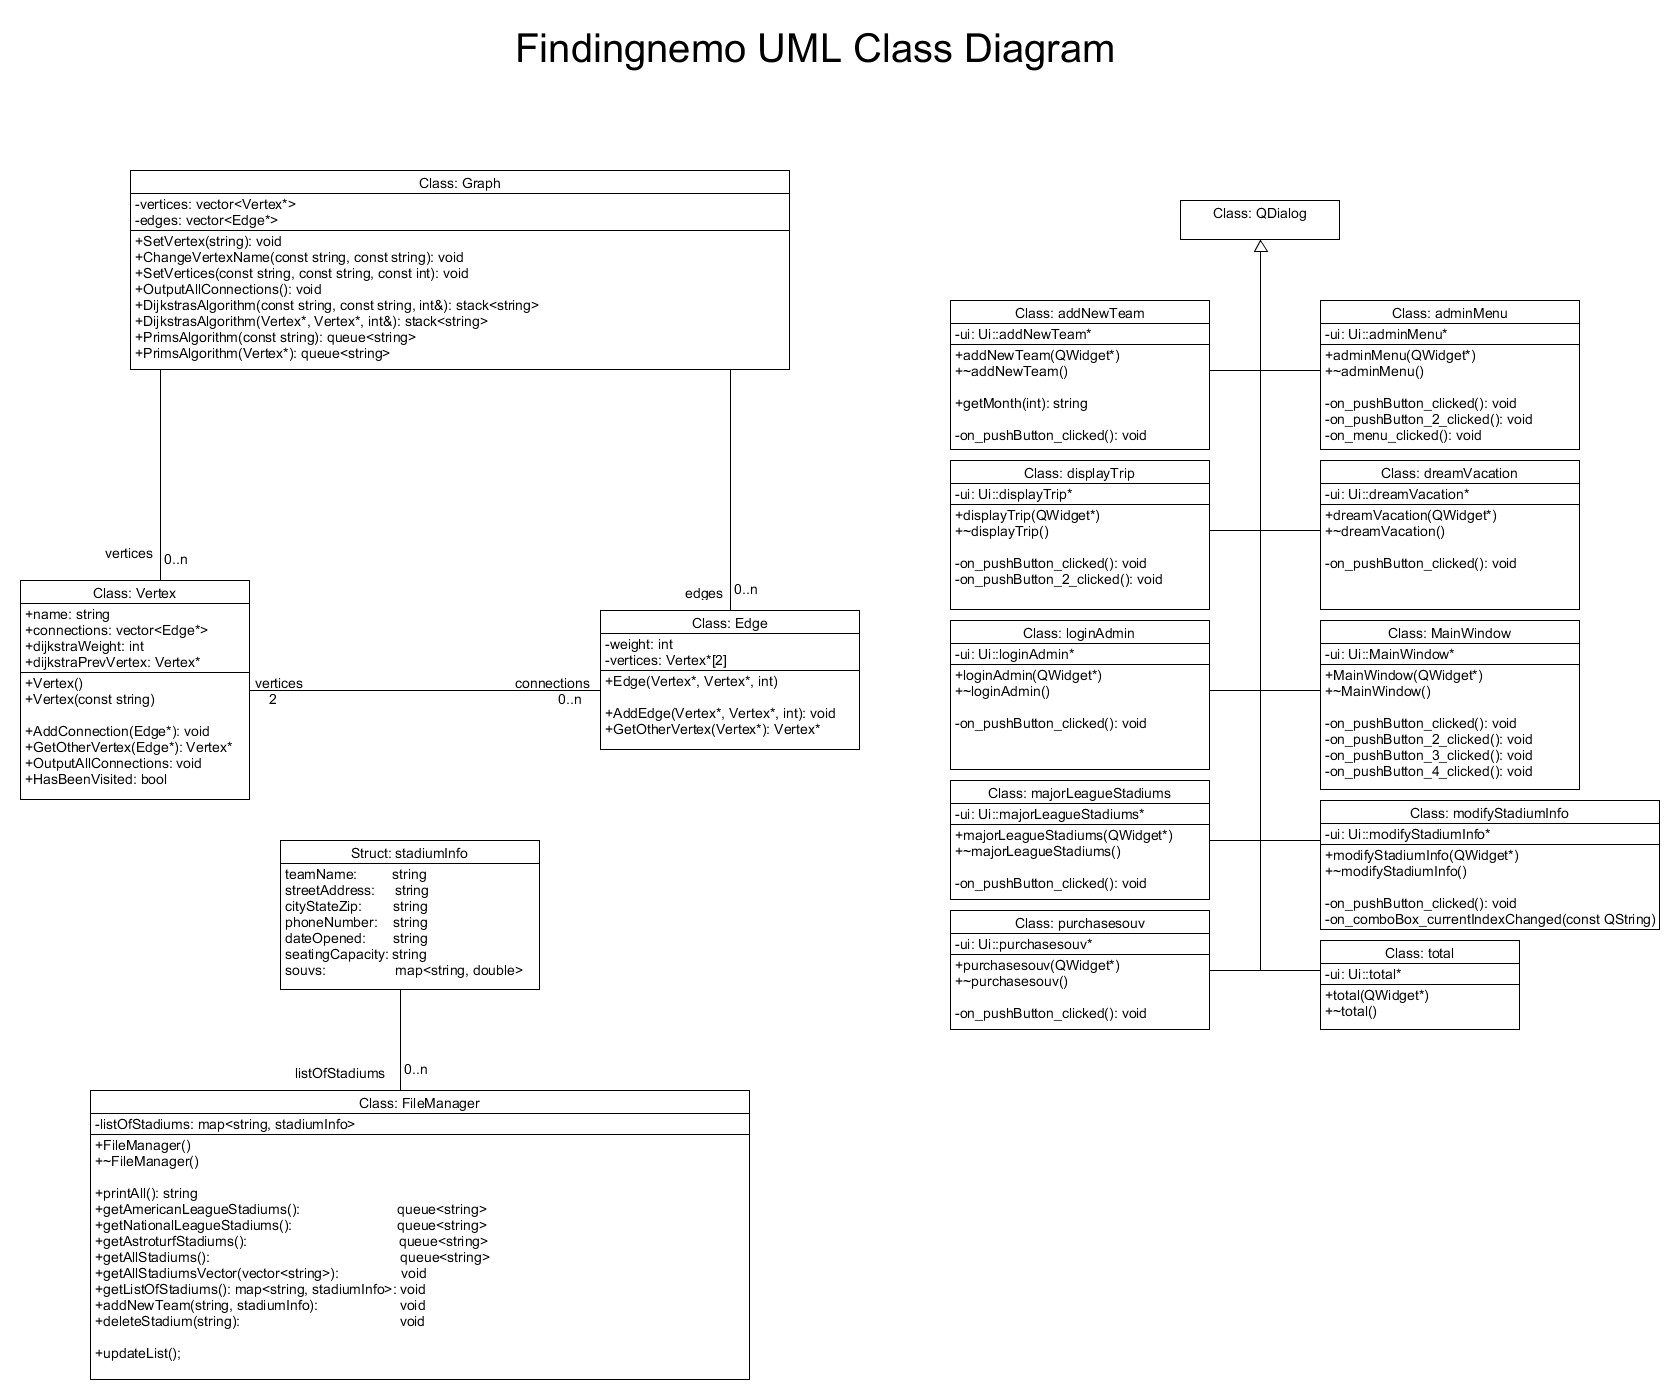 Findingnemo UML Class Diagram
Class: Graph
-vertices: vector<Vertex*>
-edges: vector<Edge*>
+SetVertex(string): void
+ChangeVertexName(const string, const string): void
+SetVertices(const string, const string, const int): void
+OutputAllConnections(): void
+DijkstrasAlgorithm(const string, const string, int&): stack<string>
+DijkstrasAlgorithm(Vertex*, Vertex*, int&): stack<string>
+PrimsAlgorithm(const string): queue<string>
+PrimsAlgorithm(Vertex*): queue<string>
vertices
0..n
edges
0..n
Class: Vertex
+name: string
+connections: vector<Edge*>
+dijkstraWeight: int
+dijkstraPrevVertex: Vertex*
+Vertex()
+Vertex(const string)
+AddConnection(Edge*): void
+GetOtherVertex(Edge*): Vertex*
+OutputAllConnections: void
+HasBeenVisited: bool
vertices
2
connections
0..n
Class: Edge
-weight: int
-vertices: Vertex*[2]
+Edge(Vertex*, Vertex*, int)
+AddEdge(Vertex*, Vertex*, int): void
+GetOtherVertex(Vertex*): Vertex*
Struct: stadiumInfo
teamName: string
streetAddress: string
cityStateZip: string
phoneNumber: string
dateOpened: string
seatingCapacity: string
souvs: map<string, double>
listOfStadiums
0..n
Class: FileManager
-listOfStadiums: map<string, stadiumInfo>
+FileManager()
+~FileManager()
+printAll(): string
+getAmericanLeagueStadiums(): queue<string>
+getNationalLeagueStadiums(): queue<string>
+getAstroturfStadiums(): queue<string>
+getAllStadiums(): queue<string>
+getAllStadiumsVector(vector<string>): void
+getListOfStadiums(): map<string, stadiumInfo>: void
+addNewTeam(string, stadiumInfo): void
+deleteStadium(string): void
+updateList();
Class: QDialog
Class: addNewTeam
-ui: Ui::addNewTeam*
+addNewTeam(QWidget*)
+~addNewTeam()
+getMonth(int): string
-on_pushButton_clicked(): void
Class: adminMenu
-ui: Ui::adminMenu*
+adminMenu(QWidget*)
+~adminMenu()
-on_pushButton_clicked(): void
-on_pushButton_2_clicked(): void
-on_menu_clicked(): void
Class: displayTrip
-ui: Ui::displayTrip*
+displayTrip(QWidget*)
+~displayTrip()
-on_pushButton_clicked(): void
-on_pushButton_2_clicked(): void
Class: dreamVacation
-ui: Ui::dreamVacation*
+dreamVacation(QWidget*)
+~dreamVacation()
-on_pushButton_clicked(): void
Class: loginAdmin
-ui: Ui::loginAdmin*
+loginAdmin(QWidget*)
+~loginAdmin()
-on_pushButton_clicked(): void
Class: MainWindow
-ui: Ui::MainWindow*
+MainWindow(QWidget*)
+~MainWindow()
-on_pushButton_clicked(): void
-on_pushButton_2_clicked(): void
-on_pushButton_3_clicked(): void
-on_pushButton_4_clicked(): void
Class: majorLeagueStadiums
-ui: Ui::majorLeagueStadiums*
+majorLeagueStadiums(QWidget*)
+~majorLeagueStadiums()
-on_pushButton_clicked(): void
Class: modifyStadiumInfo
-ui: Ui::modifyStadiumInfo*
+modifyStadiumInfo(QWidget*)
+~modifyStadiumInfo()
-on_pushButton_clicked(): void
-on_comboBox_currentIndexChanged(const QString)
Class: purchasesouv
-ui: Ui::purchasesouv*
+purchasesouv(QWidget*)
+~purchasesouv()
-on_pushButton_clicked(): void
Class: total
-ui: Ui::total*
+total(QWidget*)
+~total()